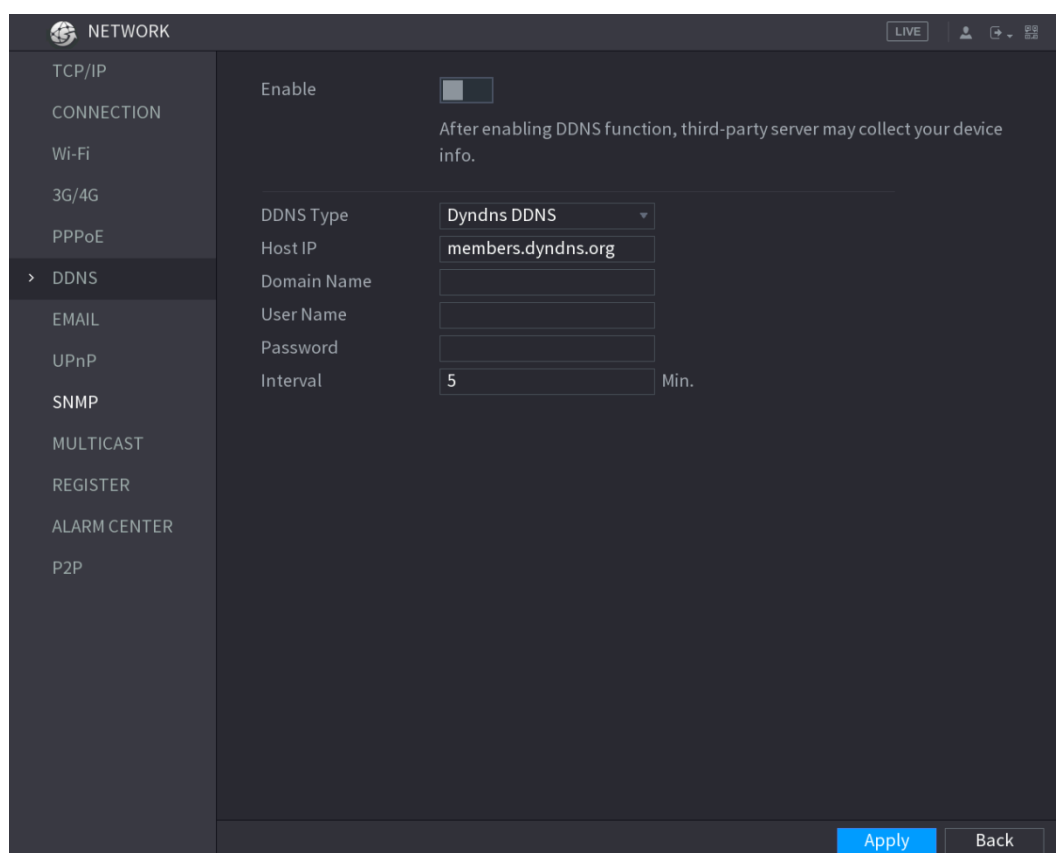 NETWORK
LIVE
TCP/IP
CONNECTION
Wi-Fi
3G/4G
PPPoE
> DDNS
EMAIL
UPnP
SNMP
MULTICAST
REGISTER
ALARM CENTER
P2P
Enable
After enabling DDNS function, third-party server may collect your device
info.
DDNS Type Dyndns DDNS
Host IP members.dyndns.org
Domain Name
User Name
Password
Interval 5 Min.
Apply Back